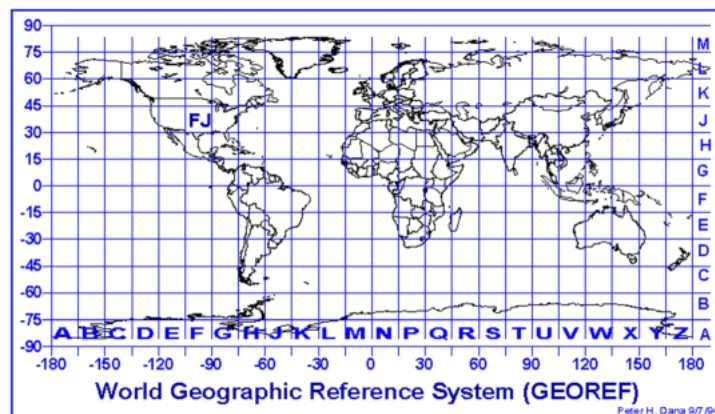 90
75 M
60 L
45 K
30 FJ J
15 H
0 G
-15 F
-30 E
-45 D
-60 C
-75 B
A B C D E F G H J K L M N P Q R S T U V W X Y Z A
-90
-180 -150 -120 -90 -60 -30 0 30 60 90 120 150 180
World Geographic Reference System (GEOREF)
Peter H. Dana 9/7/9